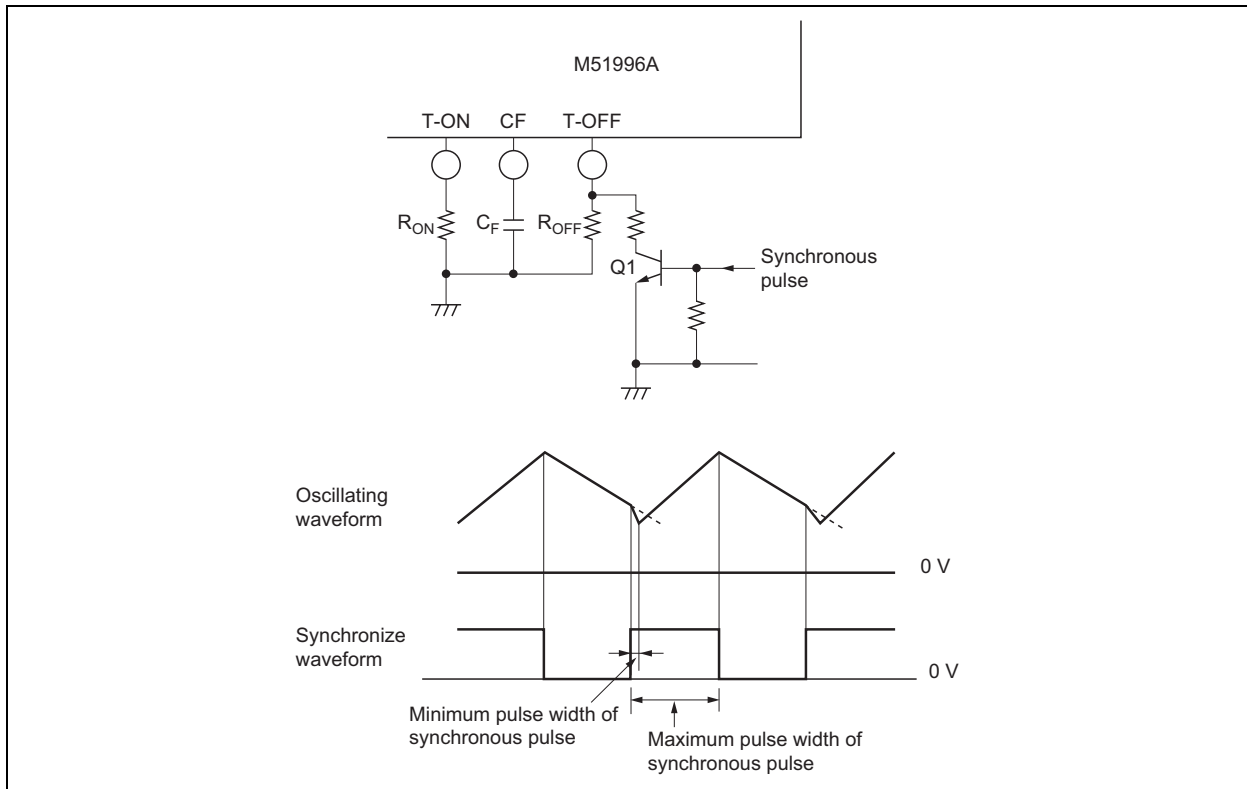 M51996A
T-ON CF T-OFF
RON CF ROFF
Q1
Synchronous
pulse
Oscillating
waveform
0 V
Synchronize
waveform
0 V
Minimum pulse width of
synchronous pulse
Maximum pulse width of
synchronous pulse